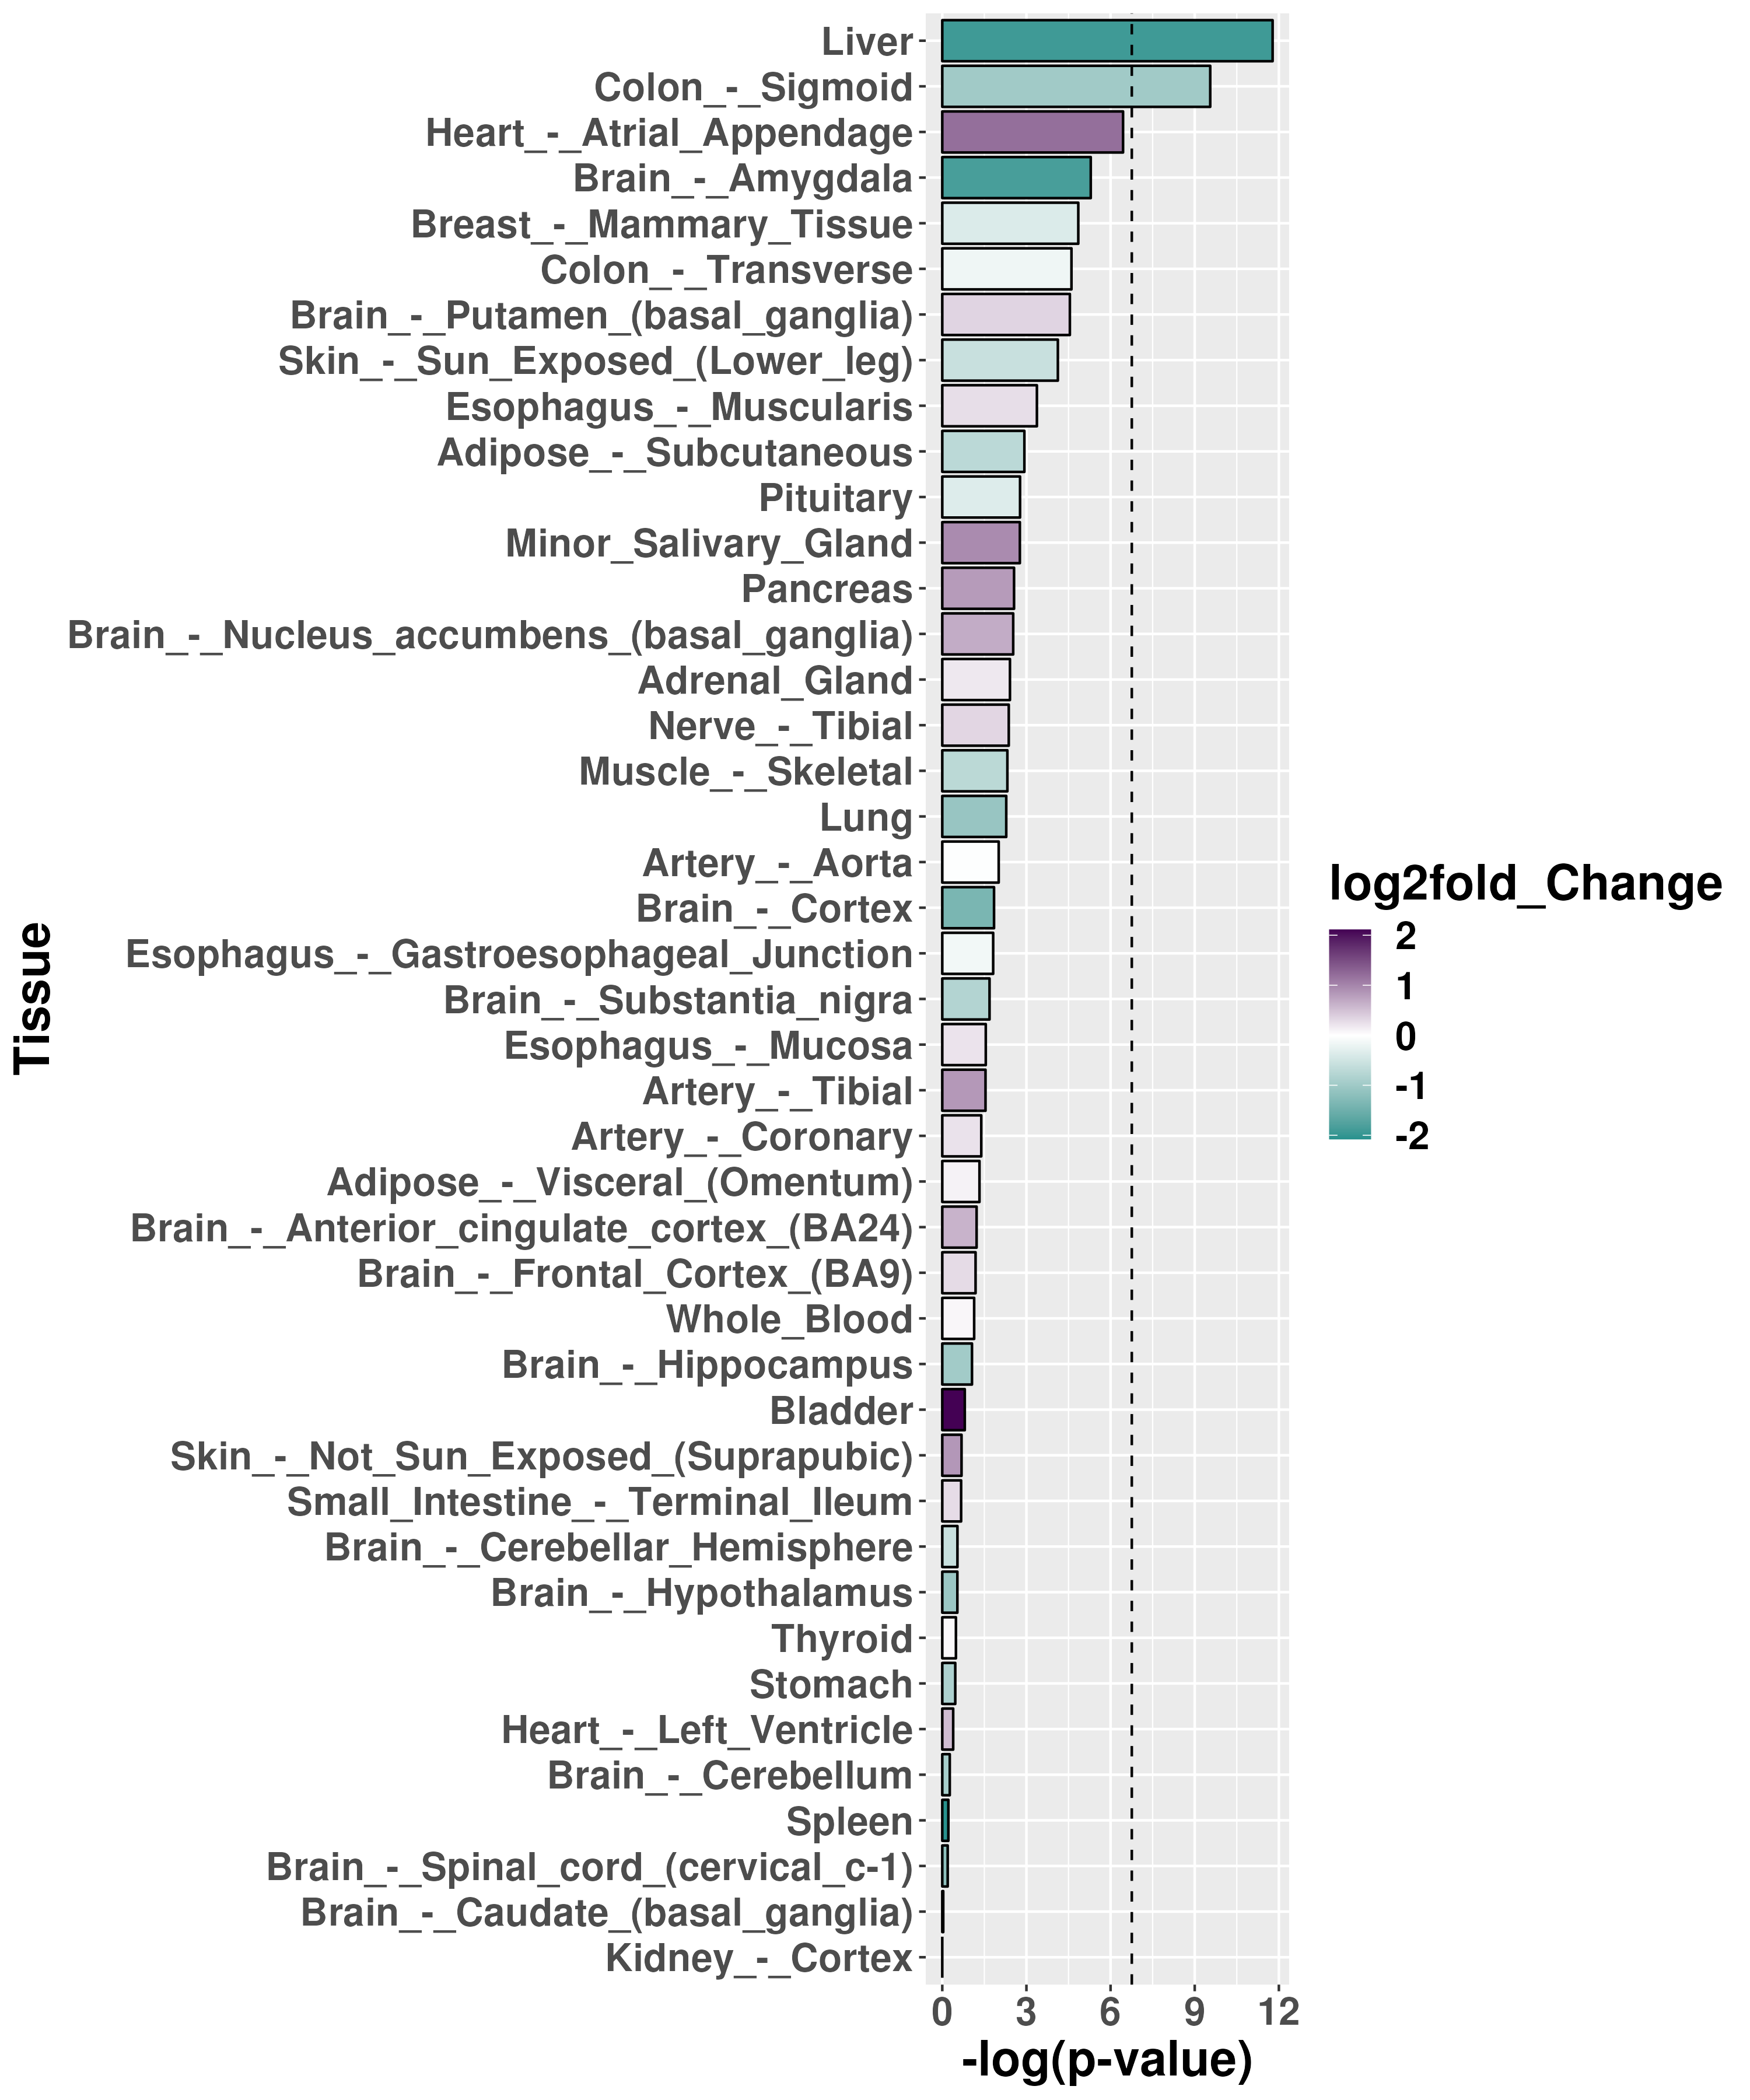 Liver
Colon_-_Sigmoid
Heart_-_Atrial_Appendage
Brain_-_Amygdala
Breast_-_Mammary_Tissue
Colon_-_Transverse
Brain_-_Putamen_(basal_ganglia)
Skin_-_Sun_Exposed_(Lower_leg)
Esophagus_-_Muscularis
Adipose_-_Subcutaneous
Pituitary
Minor_Salivary_Gland
Pancreas
Brain_-_Nucleus_accumbens_(basal_ganglia)
Adrenal_Gland
Nerve_-_Tibial
Muscle_-_Skeletal
Lung
Artery_-_Aorta
Brain_-_Cortex
Esophagus_-_Gastroesophageal_Junction
Brain_-_Substantia_nigra
Esophagus_-_Mucosa
Artery_-_Tibial
Artery_-_Coronary
Adipose_-_Visceral_(Omentum)
Brain_-_Anterior_cingulate_cortex_(BA24)
Brain_-_Frontal_Cortex_(BA9)
Whole_Blood
Brain_-_Hippocampus
Bladder
Skin_-_Not_Sun_Exposed_(Suprapubic)
Small_Intestine_-_Terminal_Ileum
Brain_-_Cerebellar_Hemisphere
Brain_-_Hypothalamus
Thyroid
Stomach
Heart_-_Left_Ventricle
Brain_-_Cerebellum
Spleen
Brain_-_Spinal_cord_(cervical_c-1)
Brain_-_Caudate_(basal_ganglia)
Kidney_-_Cortex
0 3 6 9 12
-log(p-value)
Tissue
log2fold_Change
2
1
0
-1
-2